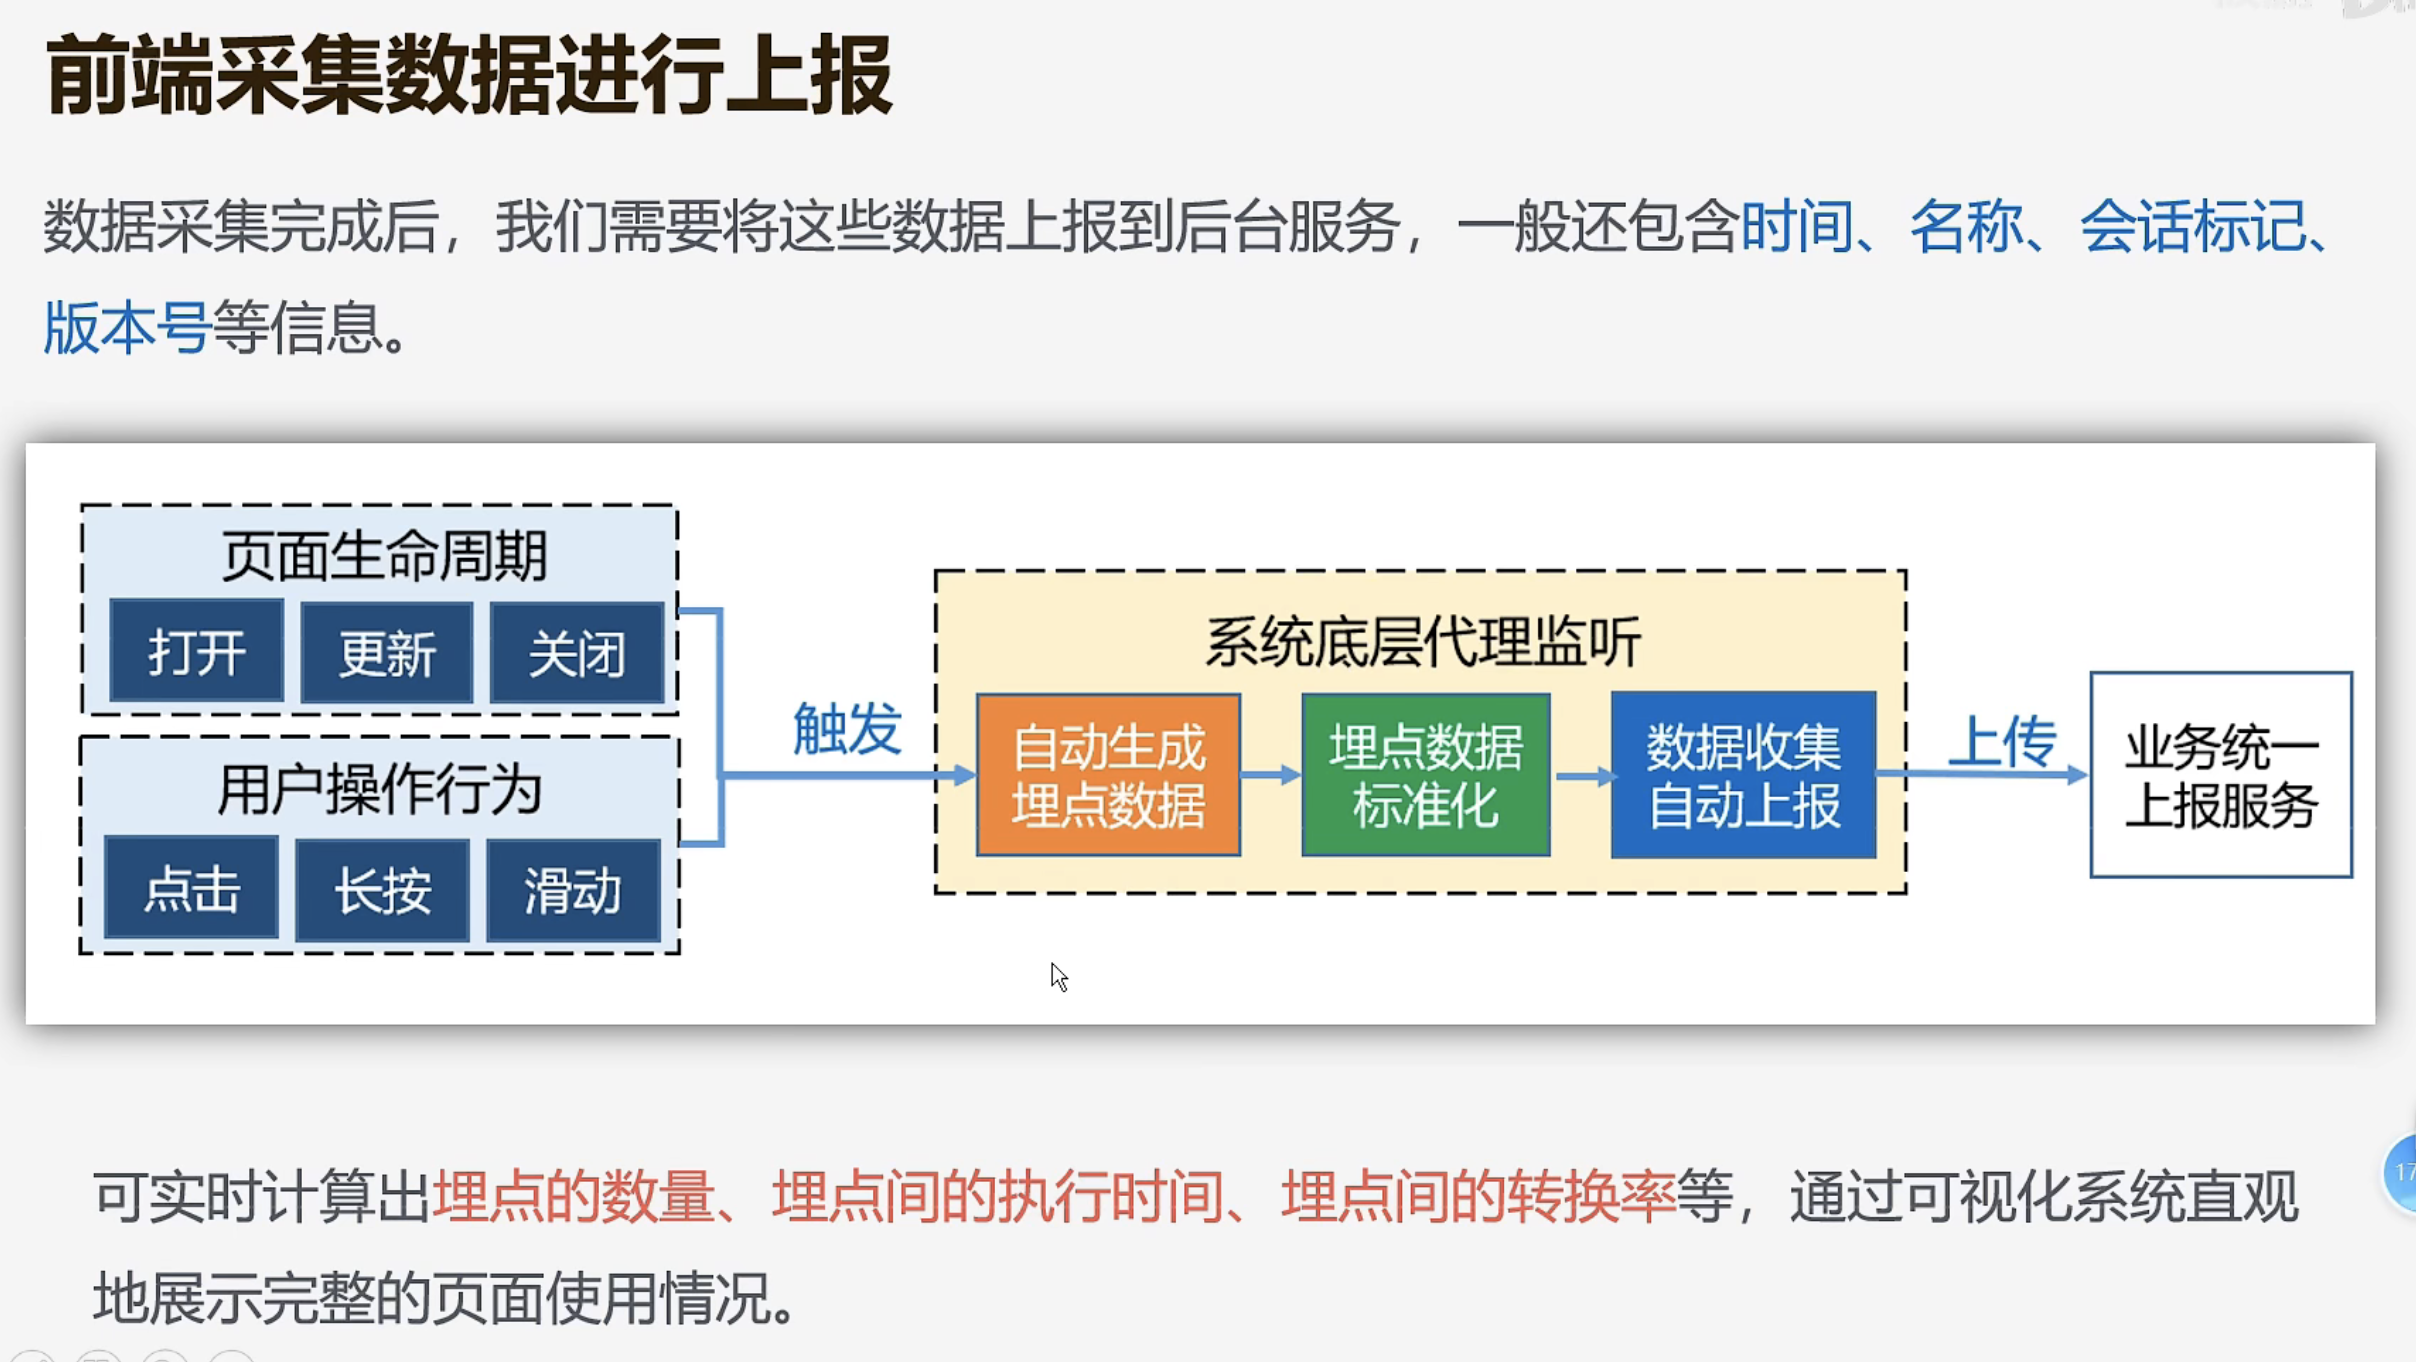 前端采集数据进行上报
数据采集完成后，我们需要将这些数据上报到后台服务，一般还包含时间、名称、会话标记、
版本号等信息。
页面生命周期
打开 更新 关闭
用户操作行为
点击 长按 滑动
触发
系统底层代理监听
自动生成
埋点数据
埋点数据
标准化
数据收集
自动上报
上传
业务统一
上报服务
可实时计算出埋点的数量、埋点间的执行时间、埋点间的转换率等，通过可视化系统直观
地展示完整的页面使用情况。
17